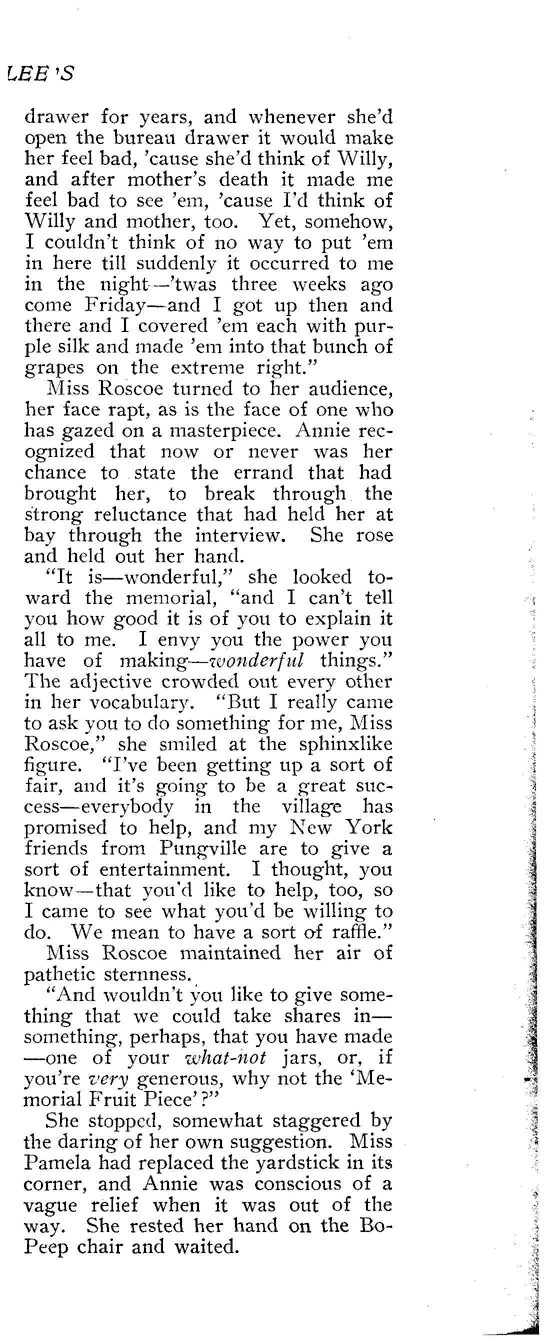 LEE'S
drawer for years, and whenever she'd
open the bureau drawer it would make
her feel bad, 'cause she'd think of Willy,
and after mother's death it made me
feel bad to see 'em, 'cause I'd think of
Willy and mother, too. Yet, somehow,
I couldn't think of no way to put 'em
in here till suddenly it occurred to me
in the night—'twas three weeks ago
come Friday—and I got up then and
there and I covered 'em each with pur-
ple silk and made 'em into that bunch of
grapes on the extreme right."
Miss Roscoe turned to her audience,
her face rapt, as is the face of one who
has gazed on a masterpiece. Annie rec-
ognized that now or never was her
chance to state the errand that had
brought her, to break through the
strong reluctance that had held her at
bay through the interview. She rose
and held out her hand.
"It is—wonderful," she looked to-
ward the memorial, "and I can't tell
you how good it is of you to explain it
all to me. I envy you the power you
have of making—wonderful things."
The adjective crowded out every other
in her vocabulary. "But I really came
to ask you to do something for me, Miss
Roscoe," she smiled at the sphinxlike
figure. "I've been getting up a sort of
fair, and it's going to be a great suc-
cess—everybody in the village has
promised to help, and my New York
friends from Pungville are to give a
sort of entertainment. I thought, you
know—that you'd like to help, too, so
I came to see what you'd be willing to
do. We mean to have a sort of raffle."
Miss Roscoe maintained her air of
pathetic sternness.
"And wouldn't you like to give some-
thing that we could take shares in—
something, perhaps, that you have made
—one of your what-not jars, or, if
you're very generous, why not the 'Me-
morial Fruit Piece'?"
She stopped, somewhat staggered by
the daring of her own suggestion. Miss
Pamela had replaced the yardstick in its
corner, and Annie was conscious of a
vague relief when it was out of the
way. She rested her hand on the Bo-
Peep chair and waited.